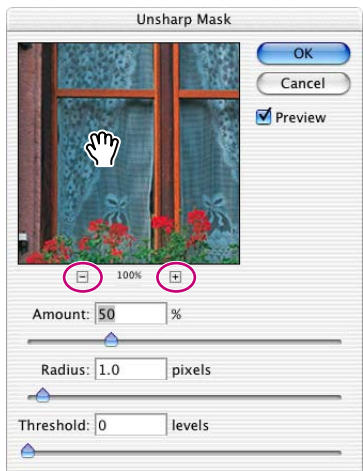 Unsharp Mask
OK
Cancel
Preview
100%
Amount: 50 %
Radius: 1.0 pixels
Threshold: 0 levels